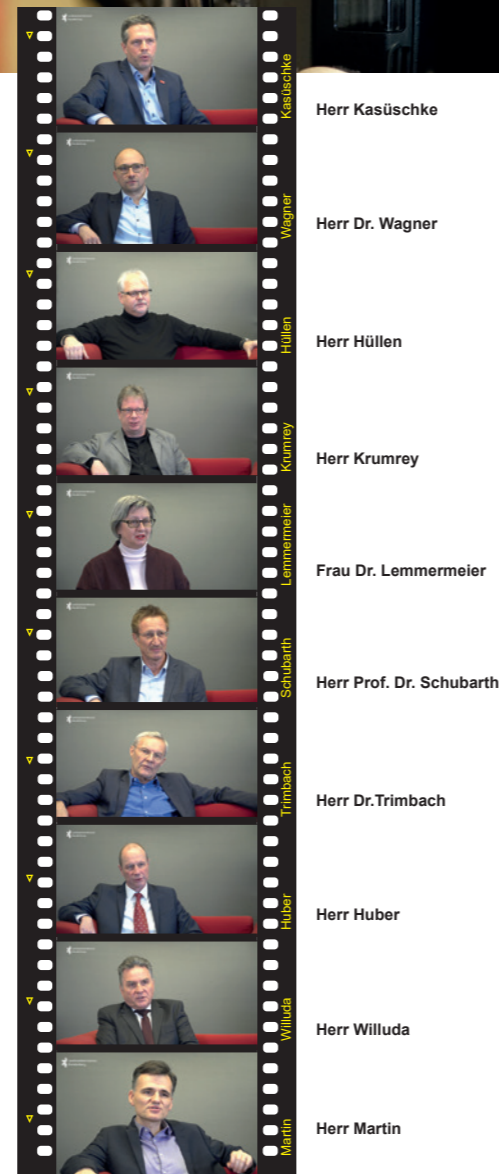 Kasüschke
Herr Kasüschke
Wagner
Herr Dr. Wagner
Hüllen
Herr Hüllen
Krumrey
Herr Krumrey
Lemmermeier
Frau Dr. Lemmermeier
Schubarth
Herr Prof. Dr. Schubarth
Trimbach
Herr Dr.Trimbach
Huber
Herr Huber
Willuda
Herr Willuda
Martin
Herr Martin